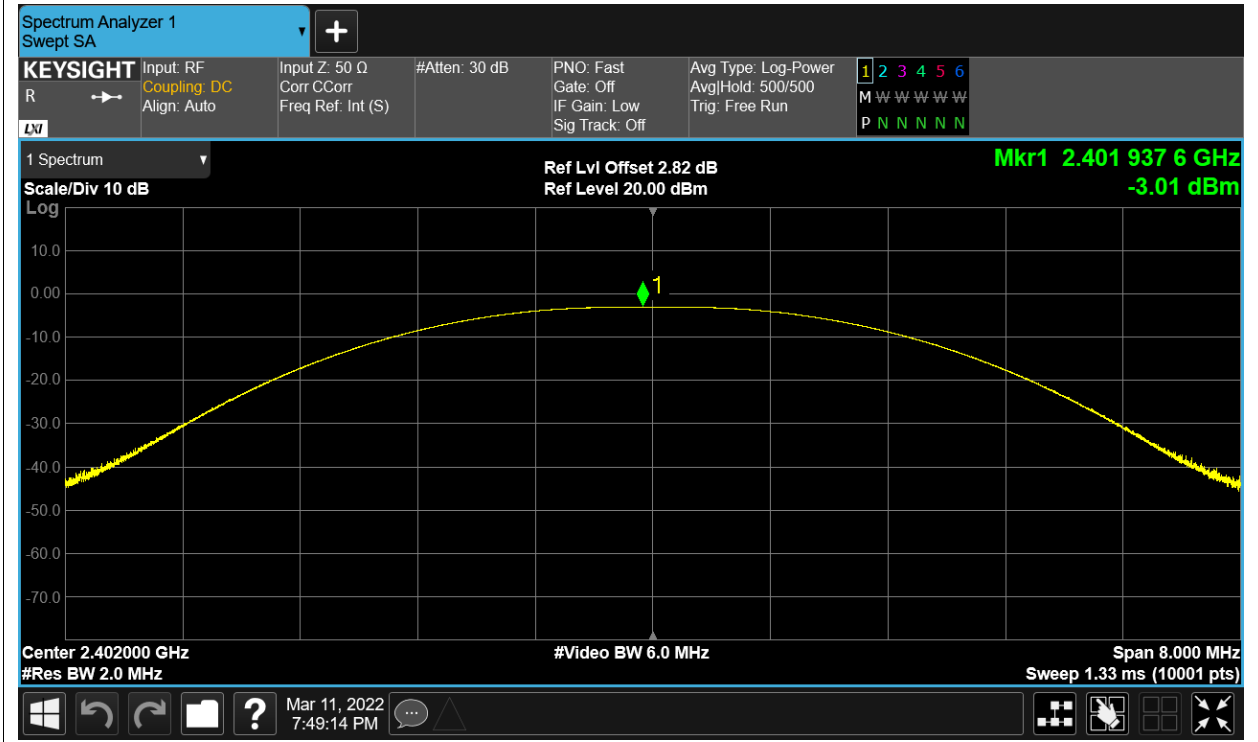 Spectrum Analyzer 1
Swept SA
+
KEYSIGHT
R
LXI
Input: RF
Coupling: DC
Align: Auto
Input Z: 50 Ω
Corr CCorr
Freq Ref: Int (S)
#Atten: 30 dB
PNO: Fast
Gate: Off
IF Gain: Low
Sig Track: Off
Avg Type: Log-Power
Avg|Hold: 500/500
Trig: Free Run
1 2 3 4 5 6
M W W W W W
P N N N N N
1 Spectrum
Scale/Div 10 dB
Log
Ref Lvl Offset 2.82 dB
Ref Level 20.00 dBm
Mkr1 2.401 937 6 GHz
-3.01 dBm
10.0
0.00
-10.0
-20.0
-30.0
-40.0
-50.0
-60.0
-70.0
1
Center 2.402000 GHz
#Res BW 2.0 MHz
#Video BW 6.0 MHz
Span 8.000 MHz
Sweep 1.33 ms (10001 pts)
?
Mar 11, 2022
7:49:14 PM